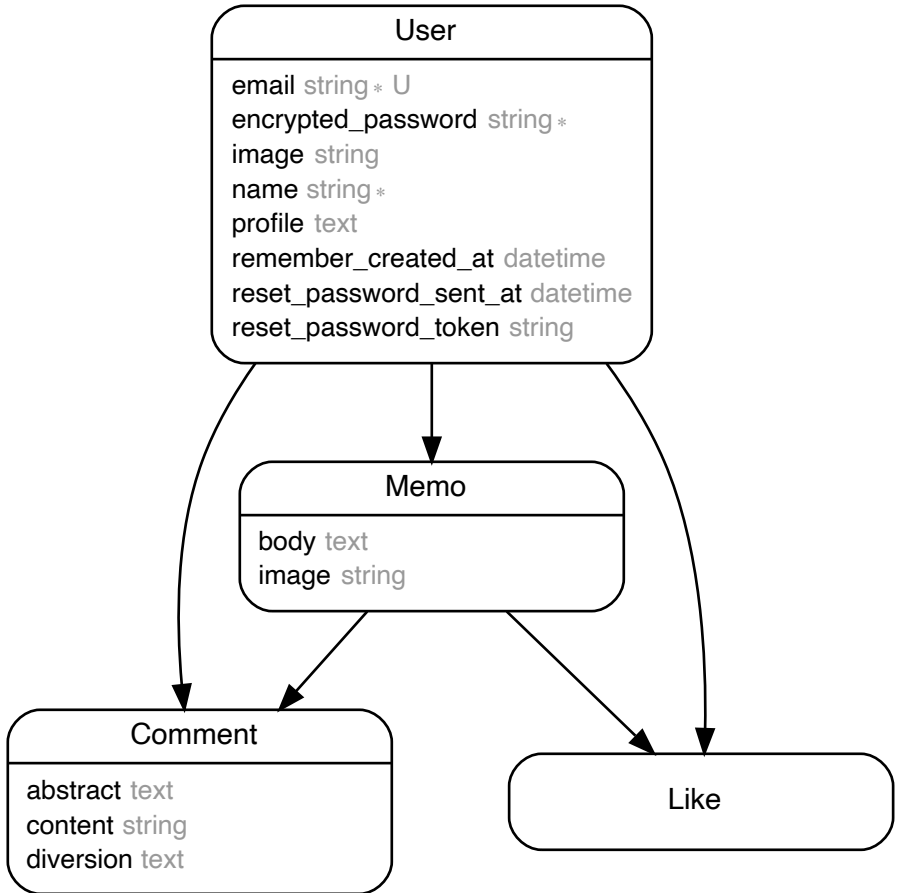 User
email string * U
encrypted_password string *
image string
name string *
profile text
remember_created_at datetime
reset_password_sent_at datetime
reset_password_token string
Memo
body text
image string
Comment
abstract text
content string
diversion text
Like